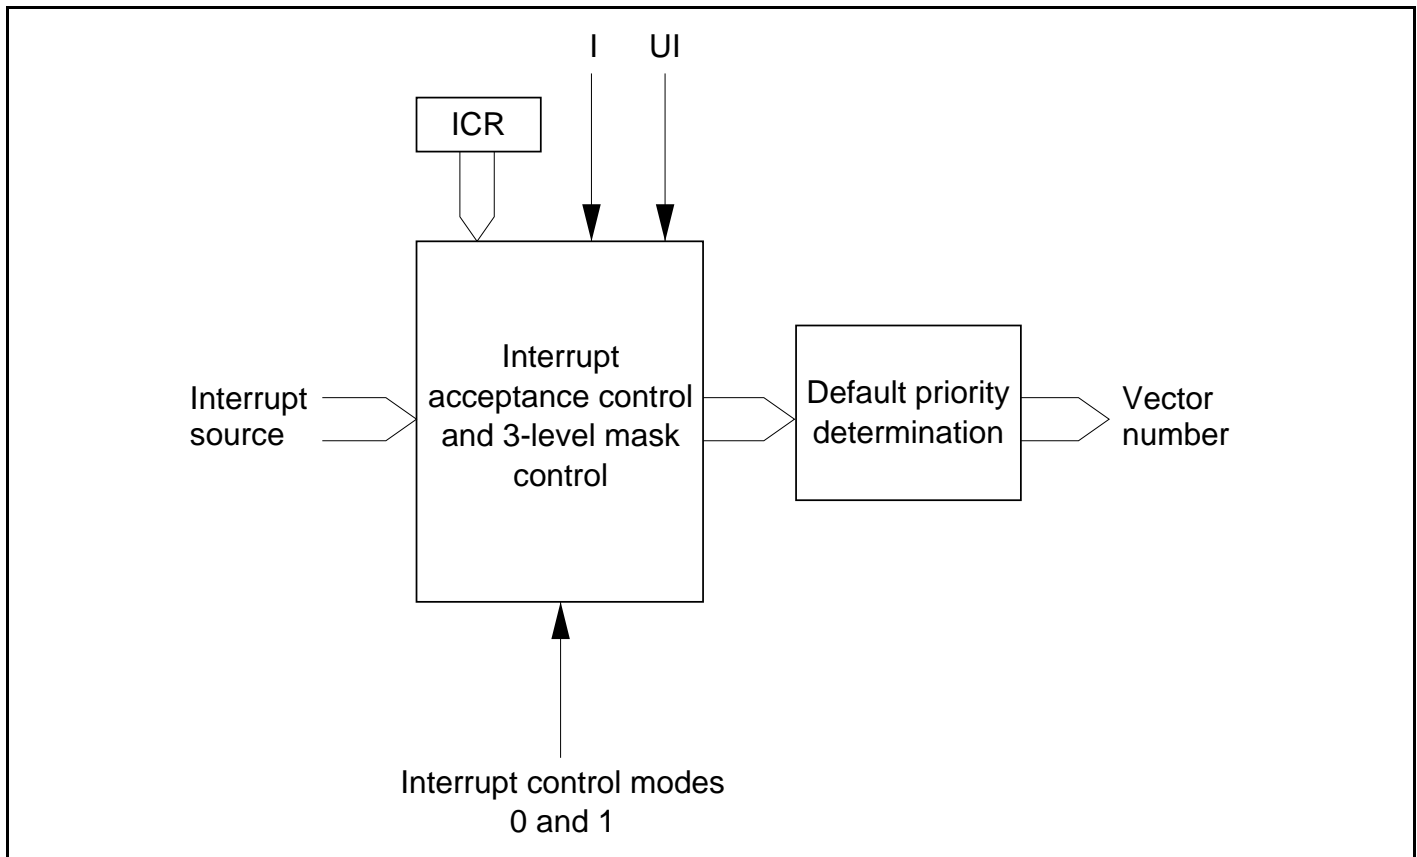 I
UI
ICR
Interrupt
source
Interrupt
acceptance control
and 3-level mask
control
Default priority
determination
Vector
number
Interrupt control modes
0 and 1